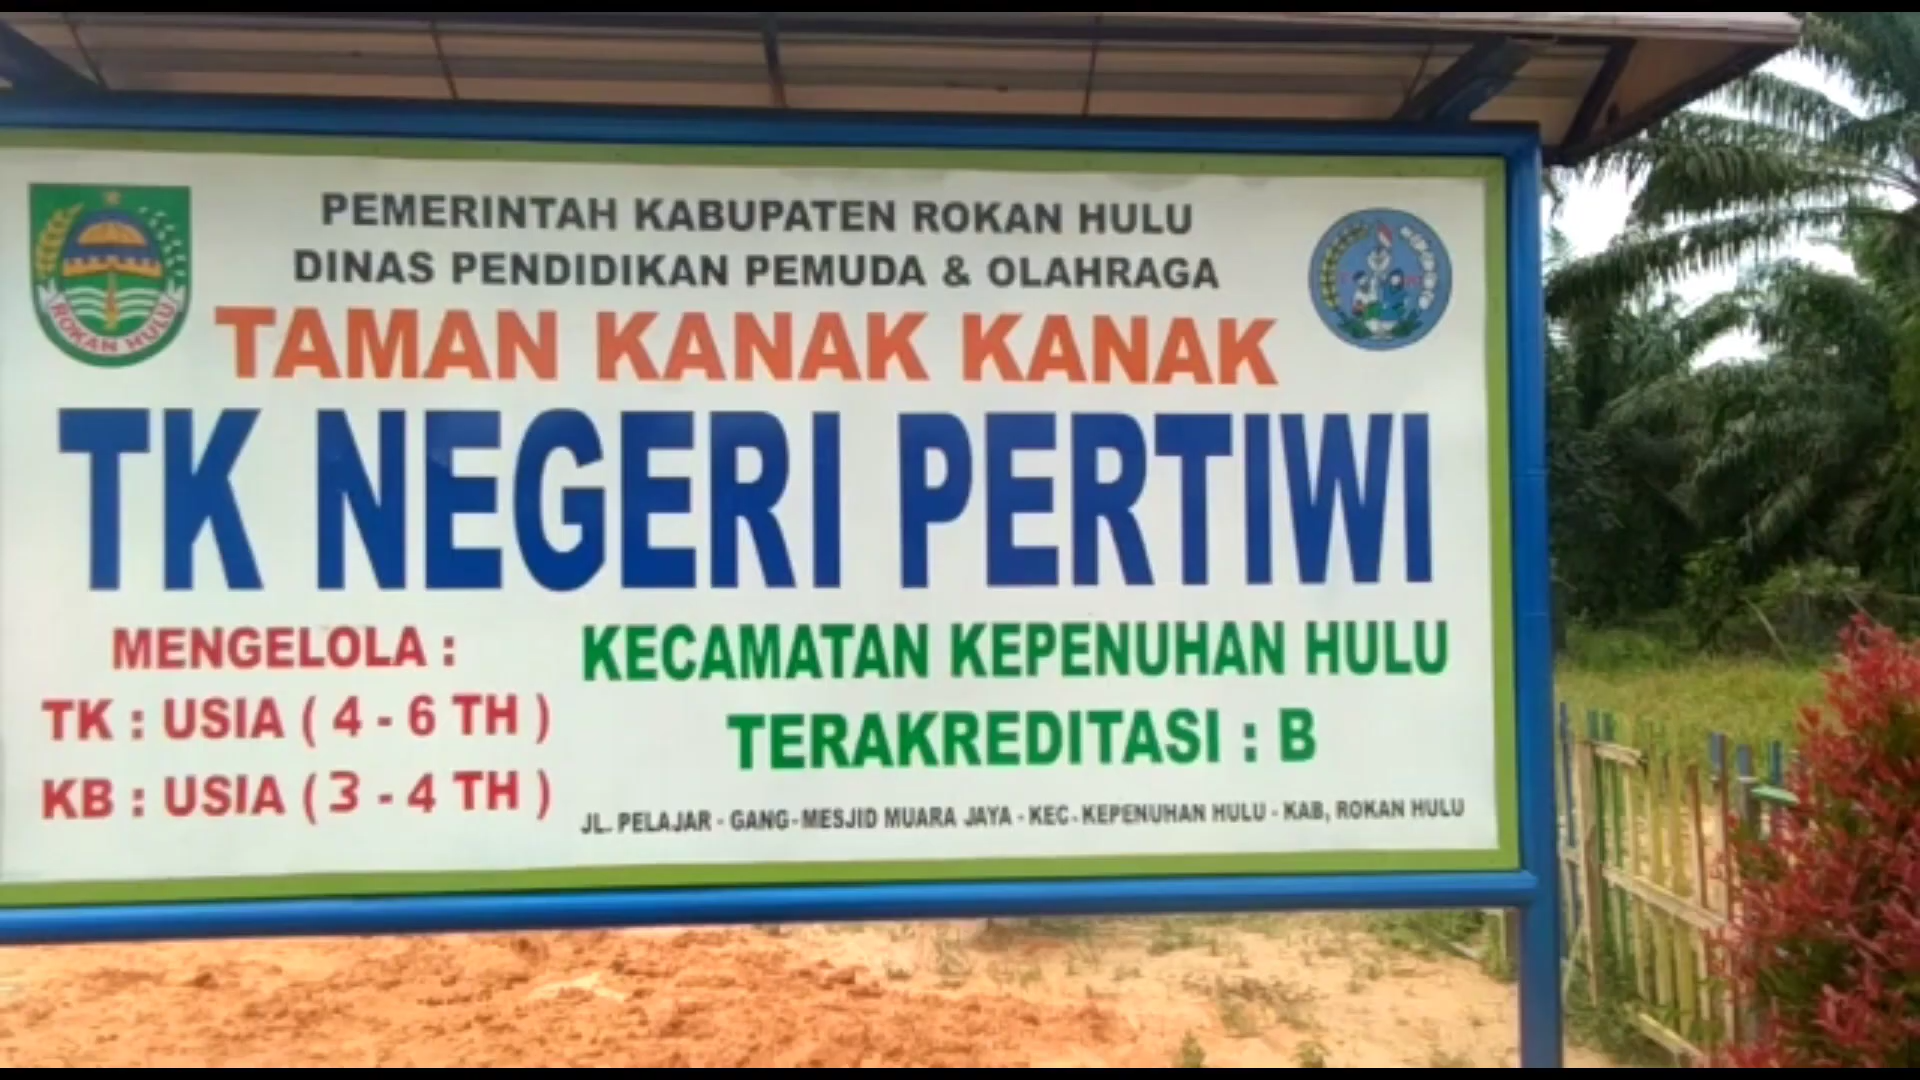 PEMERINTAH KABUPATEN ROKAN HULU
DINAS PENDIDIKAN PEMUDA & OLAHRAGA
ROKAN HULU
TAMAN KANAK KANAK
TK NEGERI PERTIWI
MENGELOLA :
TK : USIA ( 4 - 6 TH )
KB : USIA ( 3 - 4 TH )
KECAMATAN KEPENUHAN HULU
TERAKREDITASI : B
JL. PELAJAR - GANG-MESJID MUARA JAYA - KEC. KEPENUHAN HULU - KAB, ROKAN HULU